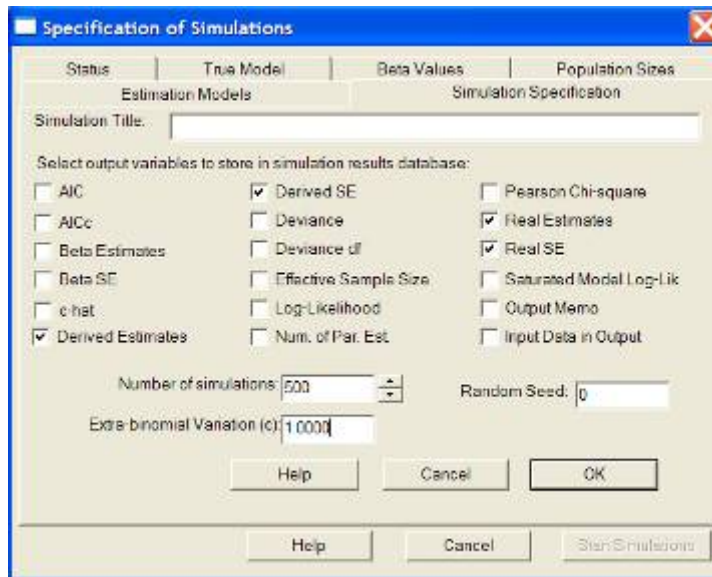 Specification of Simulations
Status True Model Beta Values Population Sizes
Estimation Models Simulation Specification
Simulation Title:
Select output variables to store in simulation results database:
AIC Derived SE Pearson Chi-square
AICc Deviance Real Estimates
Beta Estimates Deviance df Real SE
Beta SE Effective Sample Size Saturated Model Log-Lik
c-hat Log-Likelihood Output Memo
Derived Estimates Num. of Par. Est. Input Data in Output
Number of simulations: 500 Random Seed: 0
Extra-binomial Variation (c): 1.0000
Help Cancel OK
Help Cancel Start Simulations